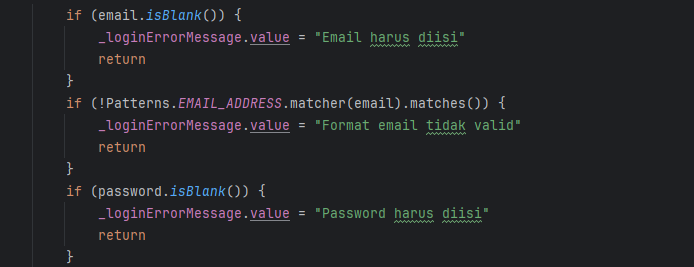 if (email.isBlank()) {
_loginErrorMessage.value = "Email harus diisi"
return
}
if (!Patterns.EMAIL_ADDRESS.matcher(email).matches()) {
_loginErrorMessage.value = "Format email tidak valid"
return
}
if (password.isBlank()) {
_loginErrorMessage.value = "Password harus diisi"
return
}